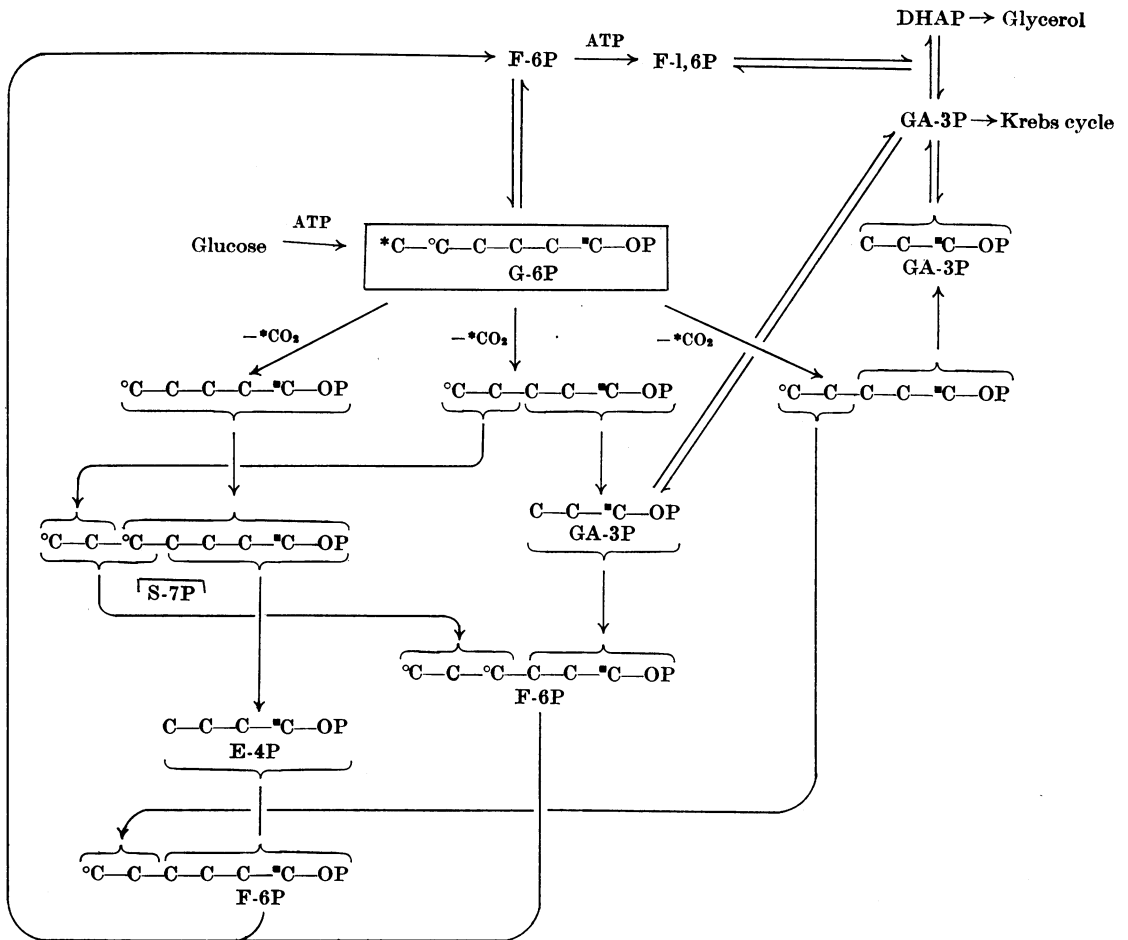 DHAP → Glycerol
ATP
F-6P → F-1,6P
GA-3P → Krebs cycle
ATP
Glucose → *C—°C—C—C—C—■C—OP
G-6P
C—C—■C—OP
GA-3P
—*CO₂ —*CO₂ —*CO₂
°C—C—C—C—■C—OP °C—C—C—C—■C—OP °C—C—C—C—■C—OP
C—C—■C—OP
GA-3P
°C—C—°C—C—C—C—■C—OP
S-7P
°C—C—°C—C—C—■C—OP
F-6P
C—C—C—■C—OP
E-4P
°C—C—C—C—C—■C—OP
F-6P